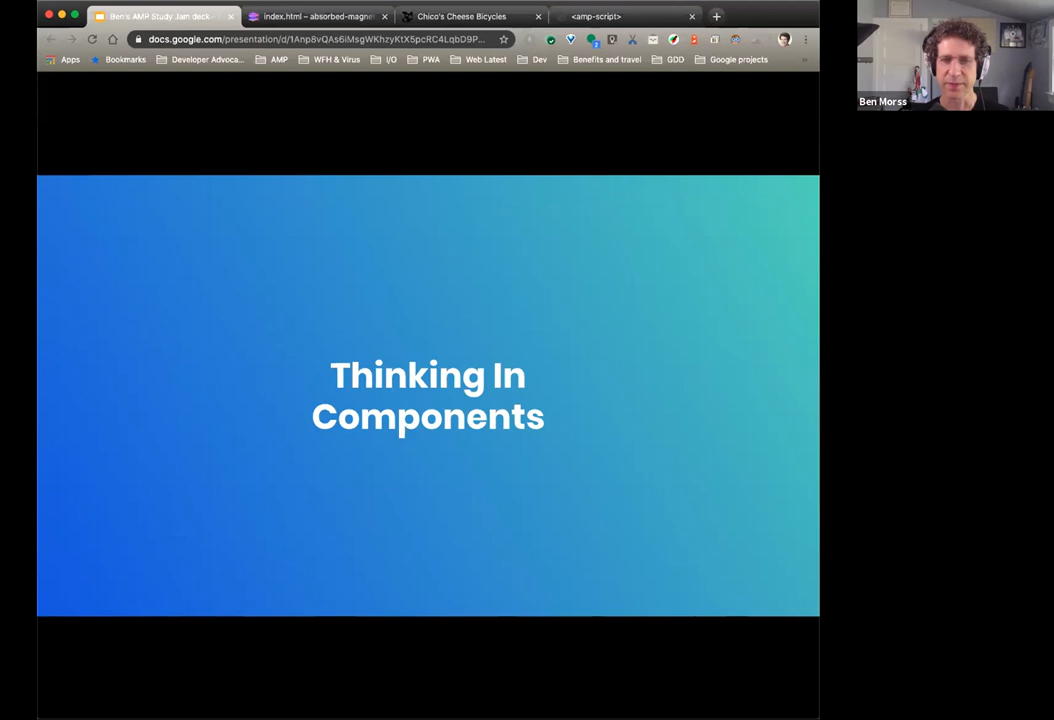 Ben's AMP Study Jam deck -
index.html – absorbed-magne
Chico's Cheese Bicycles
<amp-script>
docs.google.com/presentation/d/1Anp8vQAs6iMsgWKhzyKtX5pcRC4LqbD9P...
Apps
Bookmarks
Developer Advoca...
AMP
WFH & Virus
I/O
PWA
Web Latest
Dev
Benefits and travel
GDD
Google projects
»
Ben Morss
Thinking In
Components